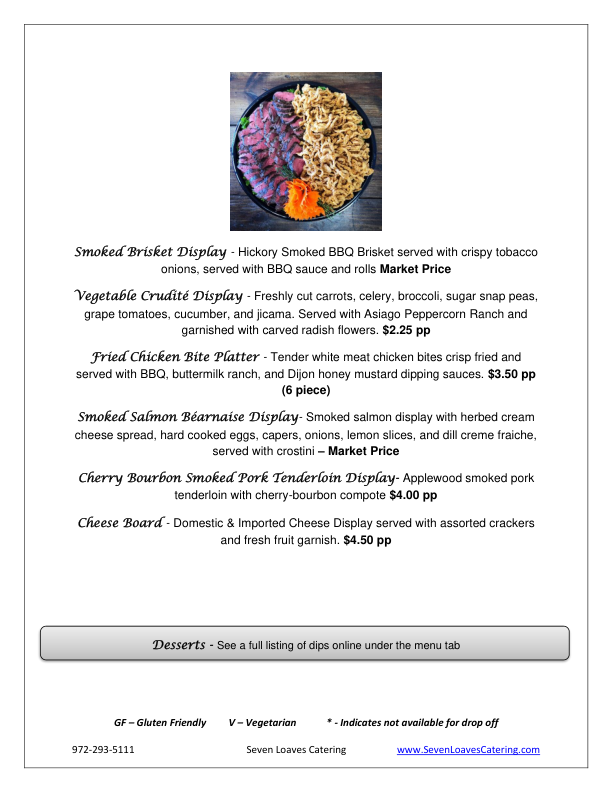 Smoked Brisket Display - Hickory Smoked BBQ Brisket served with crispy tobacco
onions, served with BBQ sauce and rolls Market Price
Vegetable Crudité Display - Freshly cut carrots, celery, broccoli, sugar snap peas,
grape tomatoes, cucumber, and jicama. Served with Asiago Peppercorn Ranch and
garnished with carved radish flowers. $2.25 pp
Fried Chicken Bite Platter - Tender white meat chicken bites crisp fried and
served with BBQ, buttermilk ranch, and Dijon honey mustard dipping sauces. $3.50 pp
(6 piece)
Smoked Salmon Béarnaise Display- Smoked salmon display with herbed cream
cheese spread, hard cooked eggs, capers, onions, lemon slices, and dill creme fraiche,
served with crostini – Market Price
Cherry Bourbon Smoked Pork Tenderloin Display- Applewood smoked pork
tenderloin with cherry-bourbon compote $4.00 pp
Cheese Board - Domestic & Imported Cheese Display served with assorted crackers
and fresh fruit garnish. $4.50 pp
Desserts - See a full listing of dips online under the menu tab
GF – Gluten Friendly V – Vegetarian * - Indicates not available for drop off
972-293-5111 Seven Loaves Catering www.SevenLoavesCatering.com